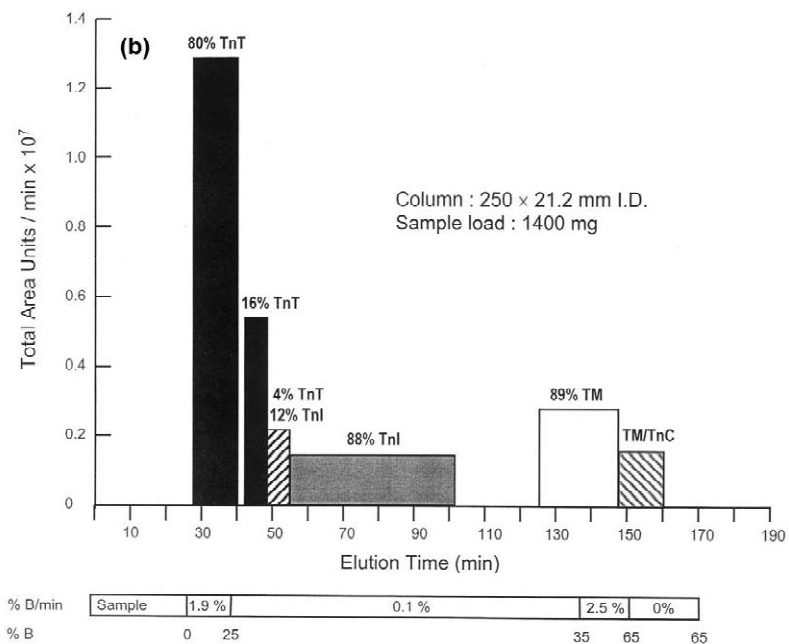 (b)
1.4
1.2
1.0
0.8
0.6
0.4
0.2
0
Total Area Units / min x 10⁷
80% TnT
16% TnT
4% TnT
12% TnI
88% TnI
89% TM
TM/TnC
Column : 250 × 21.2 mm I.D.
Sample load : 1400 mg
10 30 50 70 90 110 130 150 170 190
Elution Time (min)
% B/min Sample 1.9 % 0.1 % 2.5 % 0%
% B 0 25 35 65 65